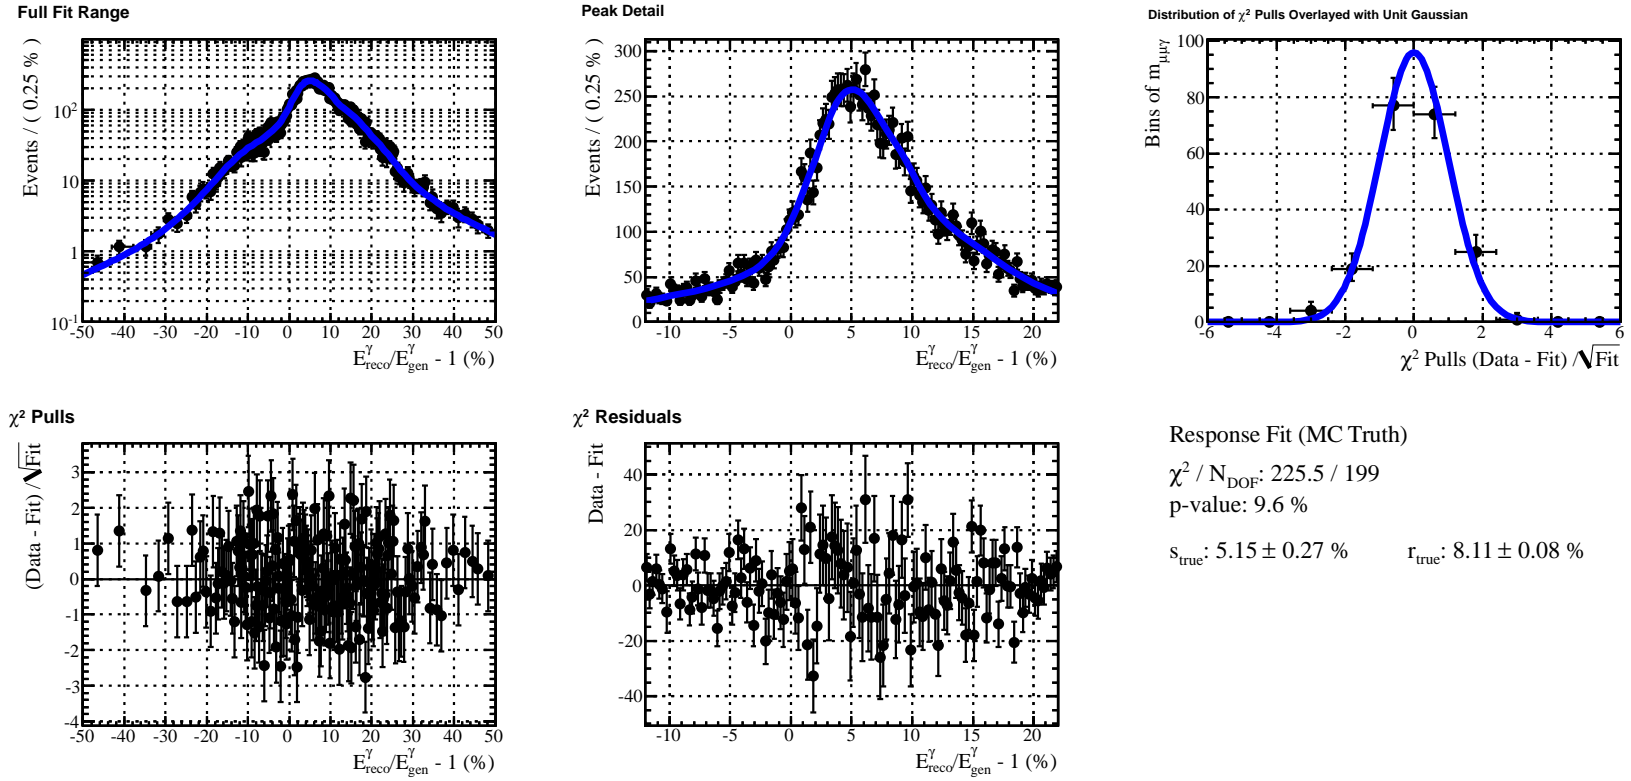 Full Fit Range
Events / ( 0.25 % )
10²
10
1
10⁻¹
-50 -40 -30 -20 -10 0 10 20 30 40 50
E^γ_reco/E^γ_gen - 1 (%)
Peak Detail
Events / ( 0.25 % )
300
250
200
150
100
50
0
-10 -5 0 5 10 15 20
E^γ_reco/E^γ_gen - 1 (%)
Distribution of χ² Pulls Overlayed with Unit Gaussian
Bins of m_μμγ
100
80
60
40
20
0
-6 -4 -2 0 2 4 6
χ² Pulls (Data - Fit) /√Fit
χ² Pulls
(Data - Fit) /√Fit
3
2
1
0
-1
-2
-3
-4
-50 -40 -30 -20 -10 0 10 20 30 40 50
E^γ_reco/E^γ_gen - 1 (%)
χ² Residuals
Data - Fit
40
20
0
-20
-40
-10 -5 0 5 10 15 20
E^γ_reco/E^γ_gen - 1 (%)
Response Fit (MC Truth)
χ² / N_DOF: 225.5 / 199
p-value: 9.6 %
s_true: 5.15 ± 0.27 % r_true: 8.11 ± 0.08 %